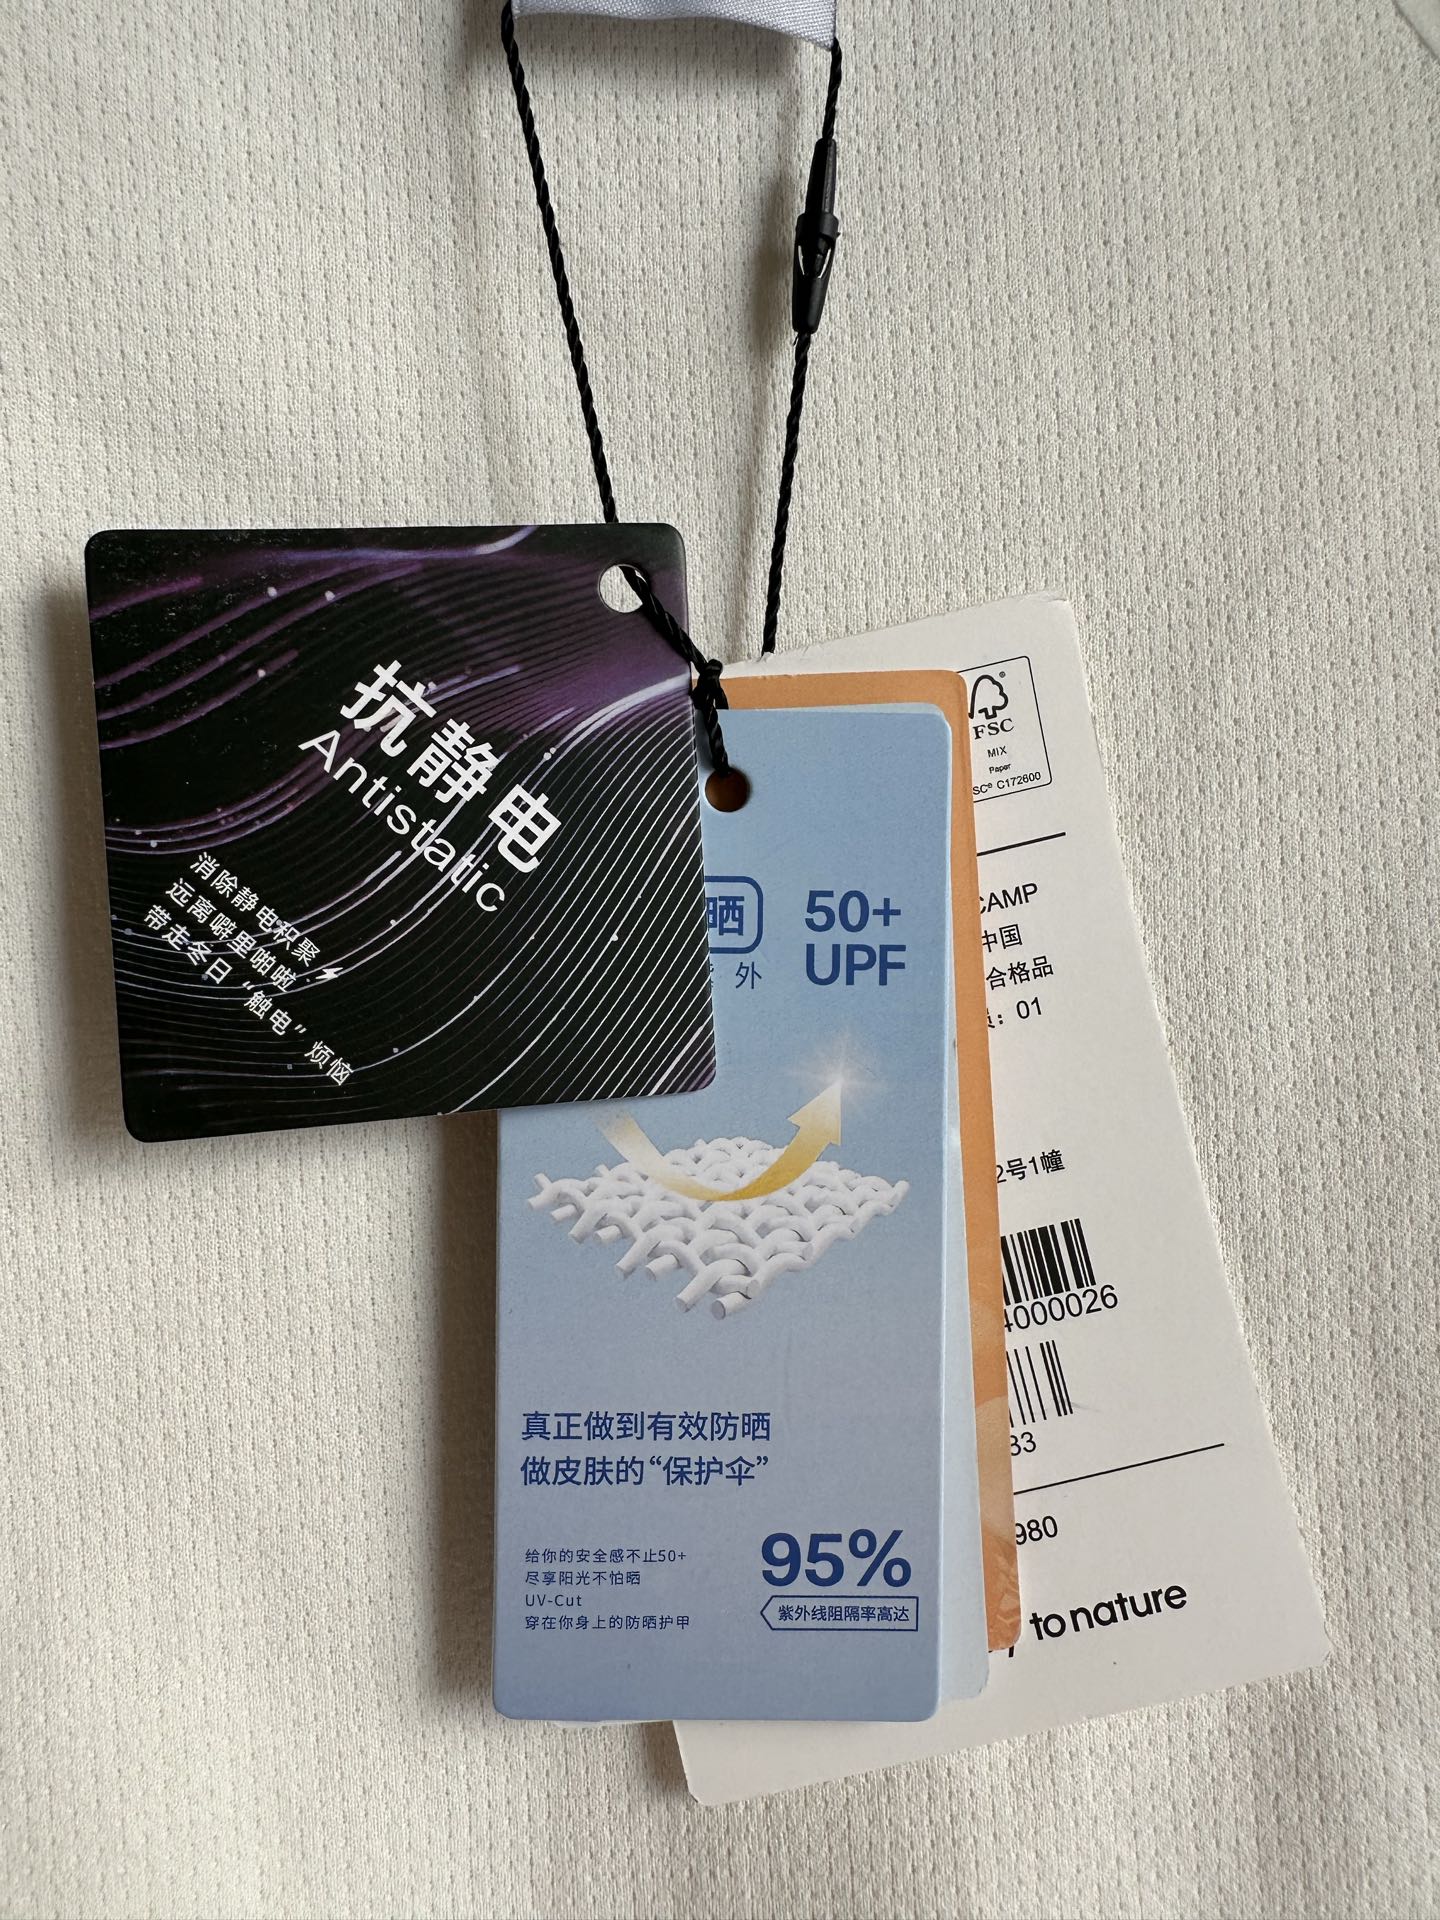 抗静电
Antistatic
消除静电积聚
远离噼里啪啦
带走冬日“触电”烦恼
晒
外
50+
UPF
真正做到有效防晒
做皮肤的“保护伞”
给你的安全感不止50+
尽享阳光不怕晒
UV-Cut
穿在你身上的防晒护甲
95%
紫外线阻隔率高达
FSC
MIX
Paper
SC® C172600
CAMP
中国
合格品
：01
2号1幢
4000026
33
980
y to nature